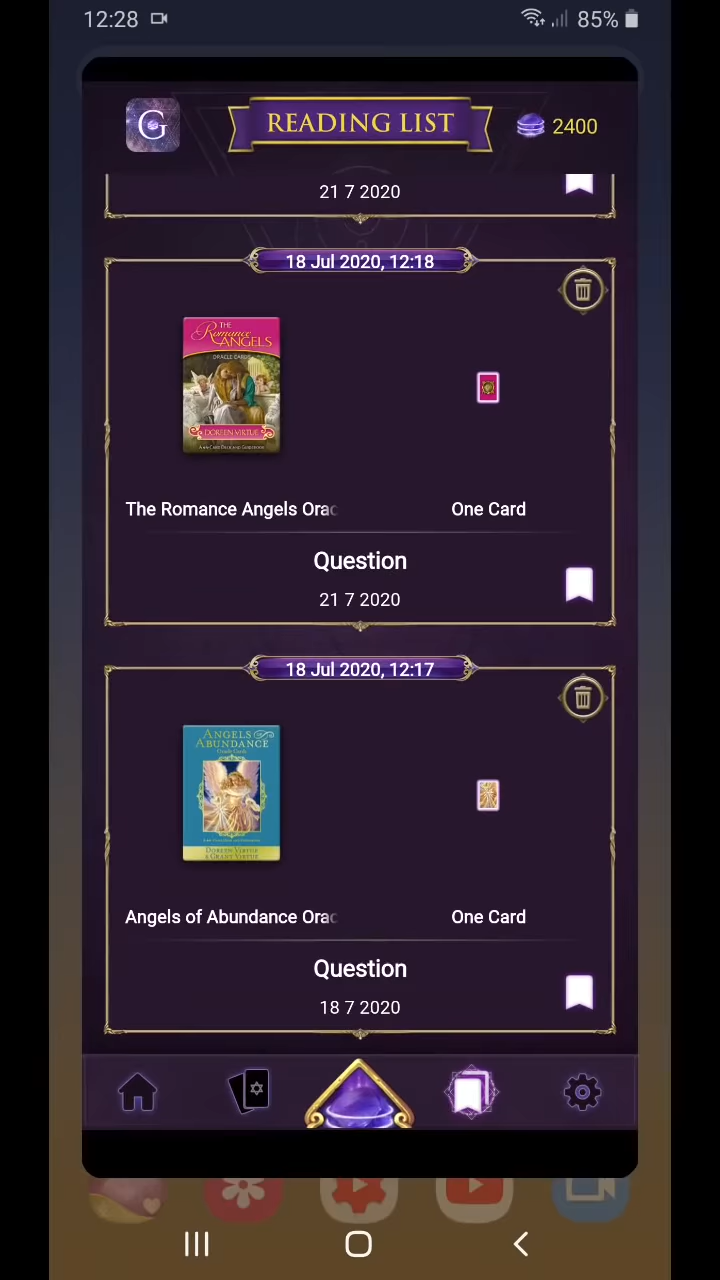 12:28
85%
G
READING LIST
2400
21 7 2020
18 Jul 2020, 12:18
THE
Romance
ANGELS
ORACLE CARDS
DOREEN VIRTUE
The Romance Angels Orac
One Card
Question
21 7 2020
18 Jul 2020, 12:17
ANGELS of
ABUNDANCE
Oracle Cards
DOREEN VIRTUE
& GRANT VIRTUE
Angels of Abundance Orac
One Card
Question
18 7 2020